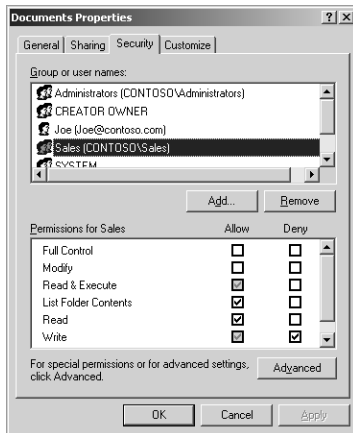 Documents Properties
General Sharing Security Customize
Group or user names:
Administrators (CONTOSO\Administrators)
CREATOR OWNER
Joe (Joe@contoso.com)
Sales (CONTOSO\Sales)
SYSTEM
Add... Remove
Permissions for Sales Allow Deny
Full Control
Modify
Read & Execute
List Folder Contents
Read
Write
For special permissions or for advanced settings,
click Advanced.
Advanced
OK Cancel Apply